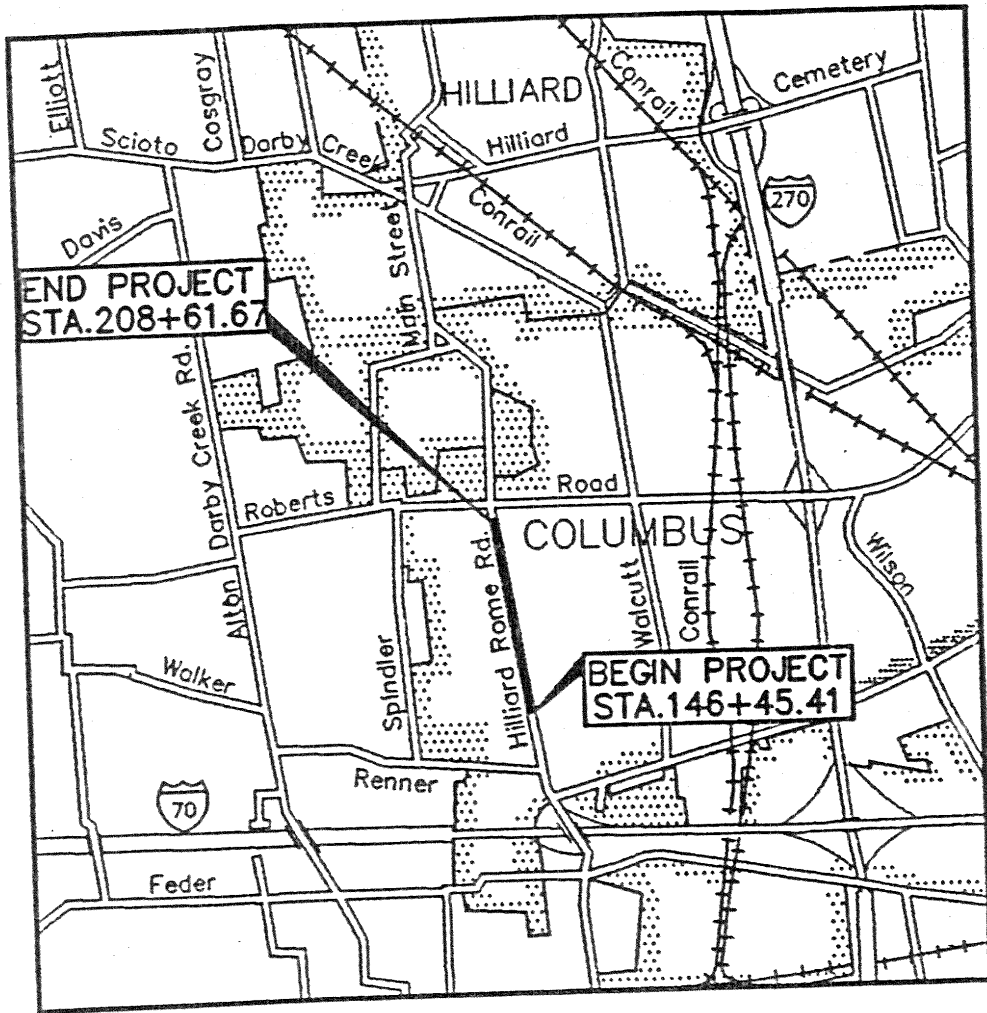 Elliott
Cosgray
Conrail
Cemetery
HILLIARD
Scioto
Darby Creek
Hilliard
270
Davis
Conrail
Main Street
END PROJECT
STA.208+61.67
Darby Creek Rd.
Roberts
Road
COLUMBUS
Wilson
Alton
Spindler
Hilliard Rome Rd.
Walcutt
Conrail
Walker
BEGIN PROJECT
STA.146+45.41
Renner
70
Feder